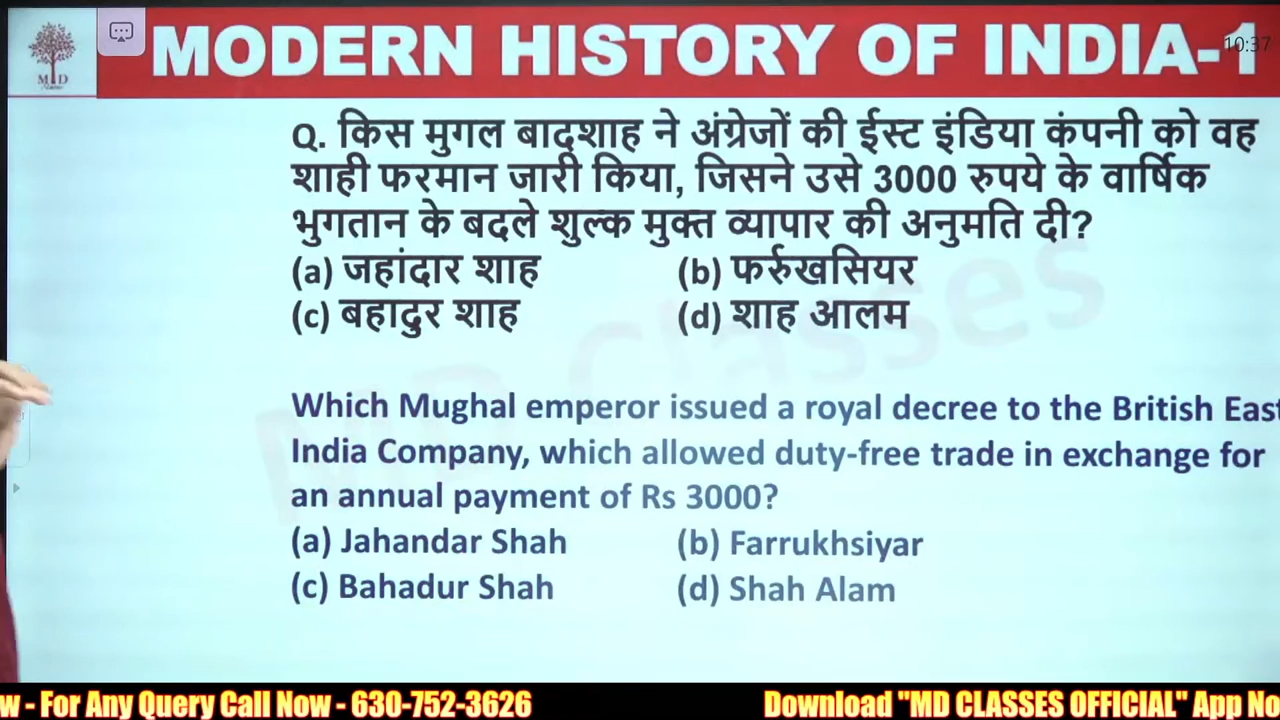 MODERN HISTORY OF INDIA-1
10:37
M D
Q. किस मुगल बादशाह ने अंग्रेजों की ईस्ट इंडिया कंपनी को वह
शाही फरमान जारी किया, जिसने उसे 3000 रुपये के वार्षिक
भुगतान के बदले शुल्क मुक्त व्यापार की अनुमति दी?
(a) जहांदार शाह (b) फर्रुखसियर
(c) बहादुर शाह (d) शाह आलम
MD Classes
Which Mughal emperor issued a royal decree to the British East
India Company, which allowed duty-free trade in exchange for
an annual payment of Rs 3000?
(a) Jahandar Shah (b) Farrukhsiyar
(c) Bahadur Shah (d) Shah Alam
w - For Any Query Call Now - 630-752-3626 Download "MD CLASSES OFFICIAL" App No